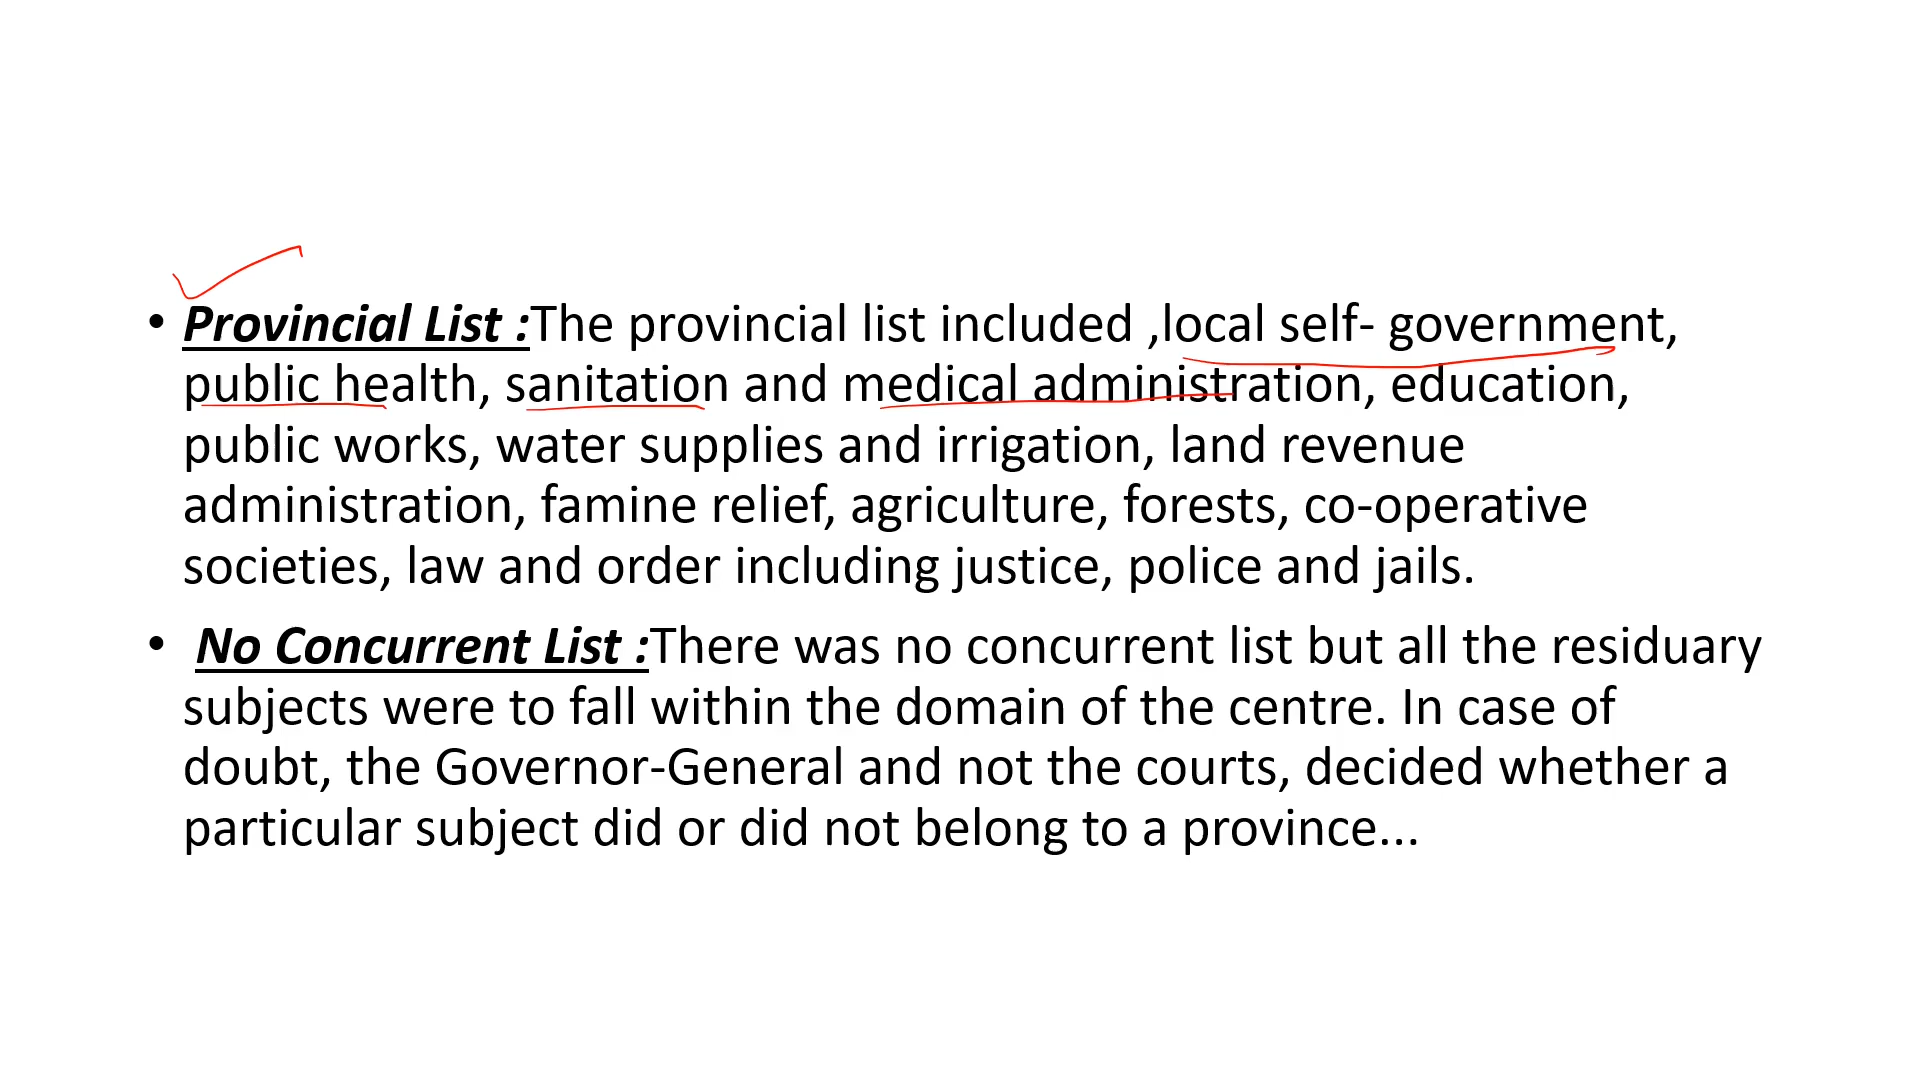 • Provincial List :The provincial list included ,local self- government,
public health, sanitation and medical administration, education,
public works, water supplies and irrigation, land revenue
administration, famine relief, agriculture, forests, co-operative
societies, law and order including justice, police and jails.
• No Concurrent List :There was no concurrent list but all the residuary
subjects were to fall within the domain of the centre. In case of
doubt, the Governor-General and not the courts, decided whether a
particular subject did or did not belong to a province...